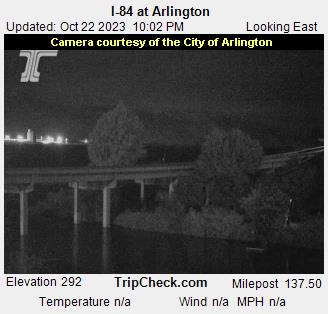 I-84 at Arlington
Updated: Oct 22 2023 10:02 PM Looking East
Camera courtesy of the City of Arlington
Elevation 292 TripCheck.com Milepost 137.50
Temperature n/a Wind n/a MPH n/a